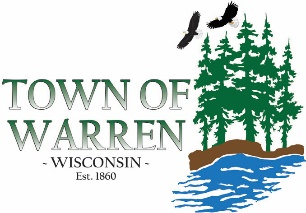 TOWN OF
WARREN
- WISCONSIN -
Est. 1860